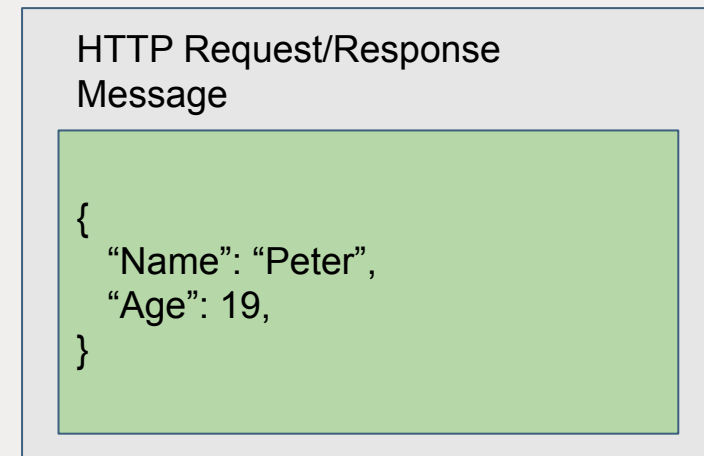 HTTP Request/Response
Message
{
“Name”: “Peter”,
“Age”: 19,
}